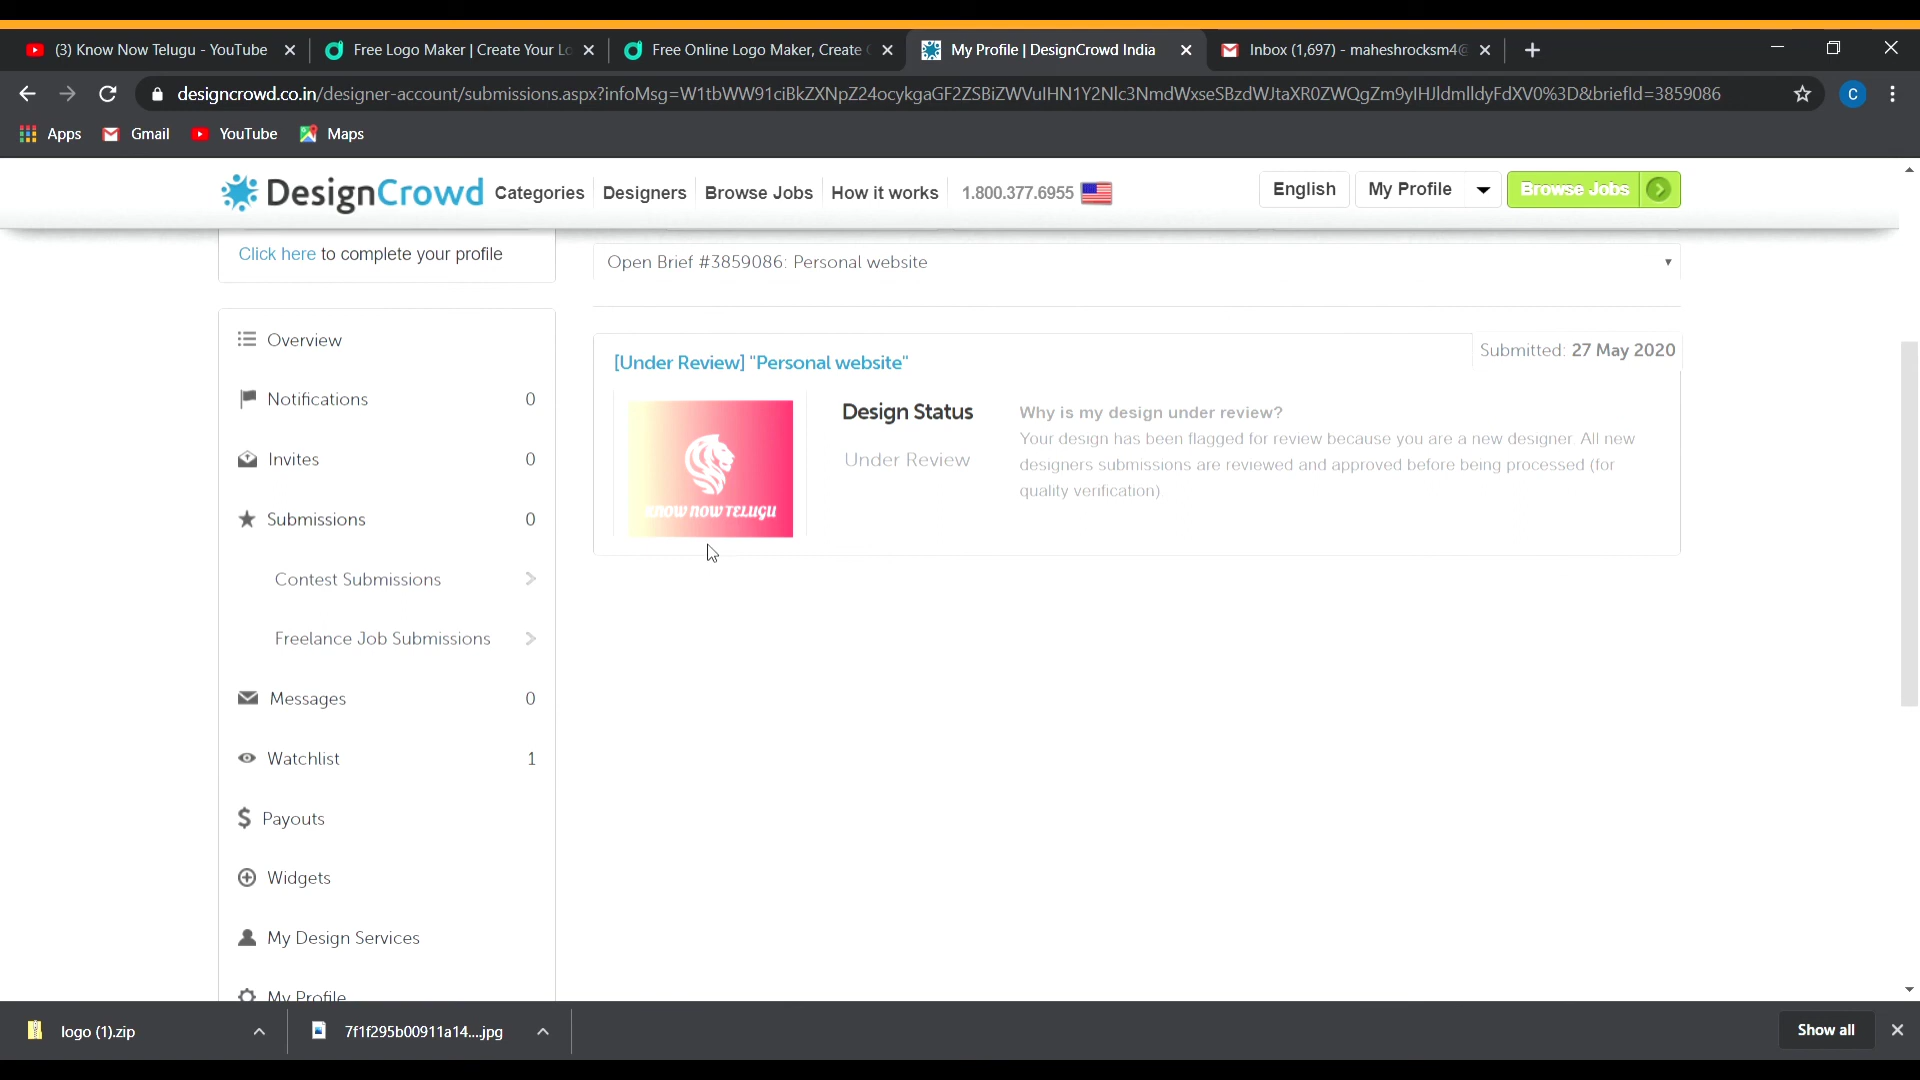 (3) Know Now Telugu - YouTube
Free Logo Maker | Create Your Lo
Free Online Logo Maker, Create
My Profile | DesignCrowd India
Inbox (1,697) - maheshrocksm4
designcrowd.co.in/designer-account/submissions.aspx?infoMsg=W1tbWW91ciBkZXNpZ24ocykgaGF2ZSBiZWVuIHN1Y2Nlc3NmdWxseSBzdWJtaXR0ZWQgZm9yIHJldmlldyFdXV0%3D&briefId=3859086
C
Apps
Gmail
YouTube
Maps
DesignCrowd
Categories
Designers
Browse Jobs
How it works
1.800.377.6955
English
My Profile
Browse Jobs
Click here to complete your profile
Overview
Notifications 0
Invites 0
Submissions 0
Contest Submissions
Freelance Job Submissions
Messages 0
Watchlist 1
Payouts
Widgets
My Design Services
My Profile
Open Brief #3859086: Personal website
[Under Review] "Personal website"
Submitted: 27 May 2020
KNOW NOW TELUGU
Design Status
Under Review
Why is my design under review?
Your design has been flagged for review because you are a new designer. All new
designers submissions are reviewed and approved before being processed (for
quality verification)
logo (1).zip
7f1f295b00911a14....jpg
Show all